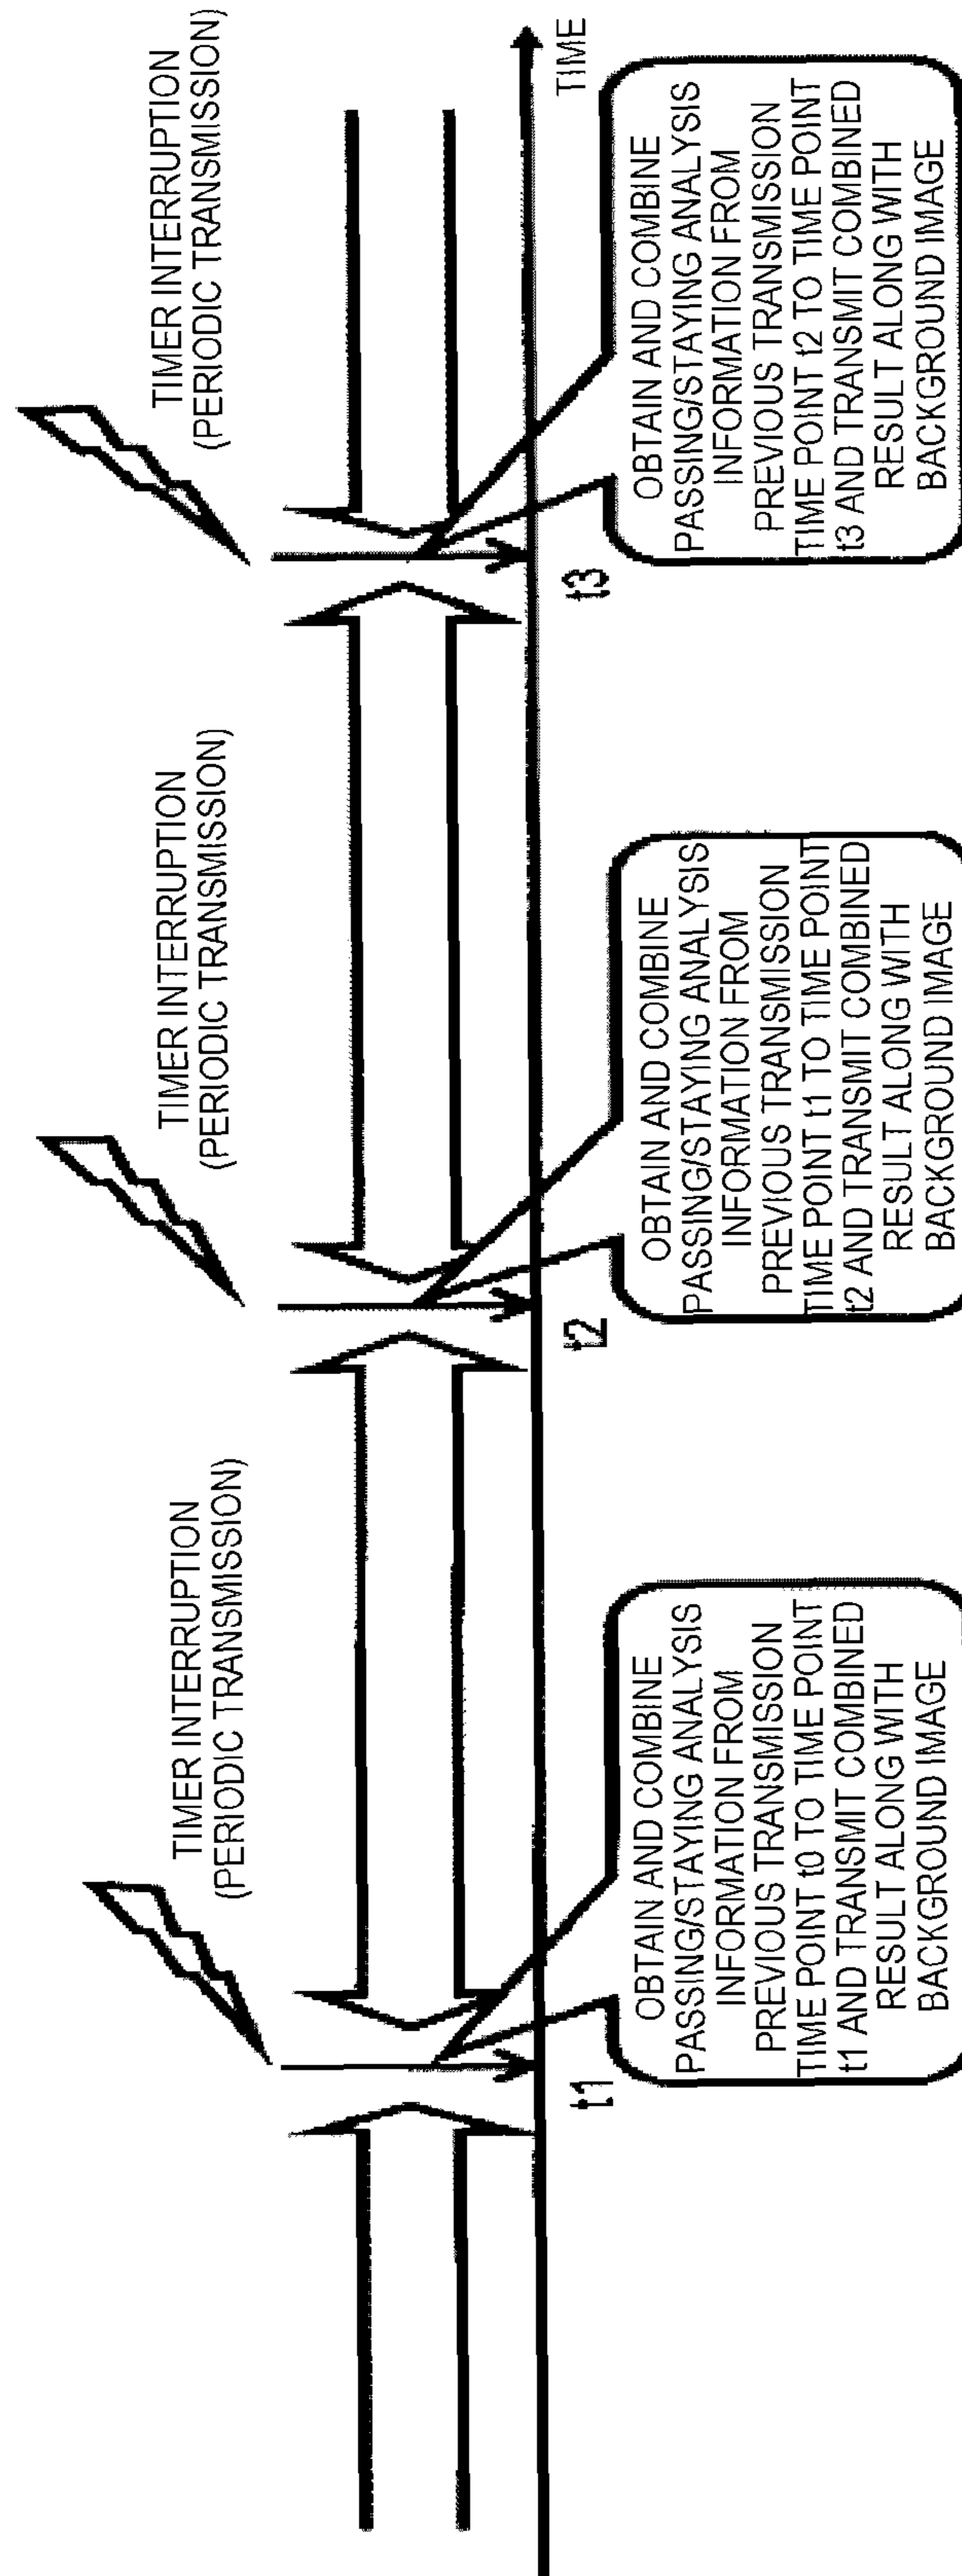 TIMER INTERRUPTION
(PERIODIC TRANSMISSION)
TIMER INTERRUPTION
(PERIODIC TRANSMISSION)
TIMER INTERRUPTION
(PERIODIC TRANSMISSION)
t1
t2
t3
TIME
OBTAIN AND COMBINE
PASSING/STAYING ANALYSIS
INFORMATION FROM
PREVIOUS TRANSMISSION
TIME POINT t0 TO TIME POINT
t1 AND TRANSMIT COMBINED
RESULT ALONG WITH
BACKGROUND IMAGE
OBTAIN AND COMBINE
PASSING/STAYING ANALYSIS
INFORMATION FROM
PREVIOUS TRANSMISSION
TIME POINT t1 TO TIME POINT
t2 AND TRANSMIT COMBINED
RESULT ALONG WITH
BACKGROUND IMAGE
OBTAIN AND COMBINE
PASSING/STAYING ANALYSIS
INFORMATION FROM
PREVIOUS TRANSMISSION
TIME POINT t2 TO TIME POINT
t3 AND TRANSMIT COMBINED
RESULT ALONG WITH
BACKGROUND IMAGE